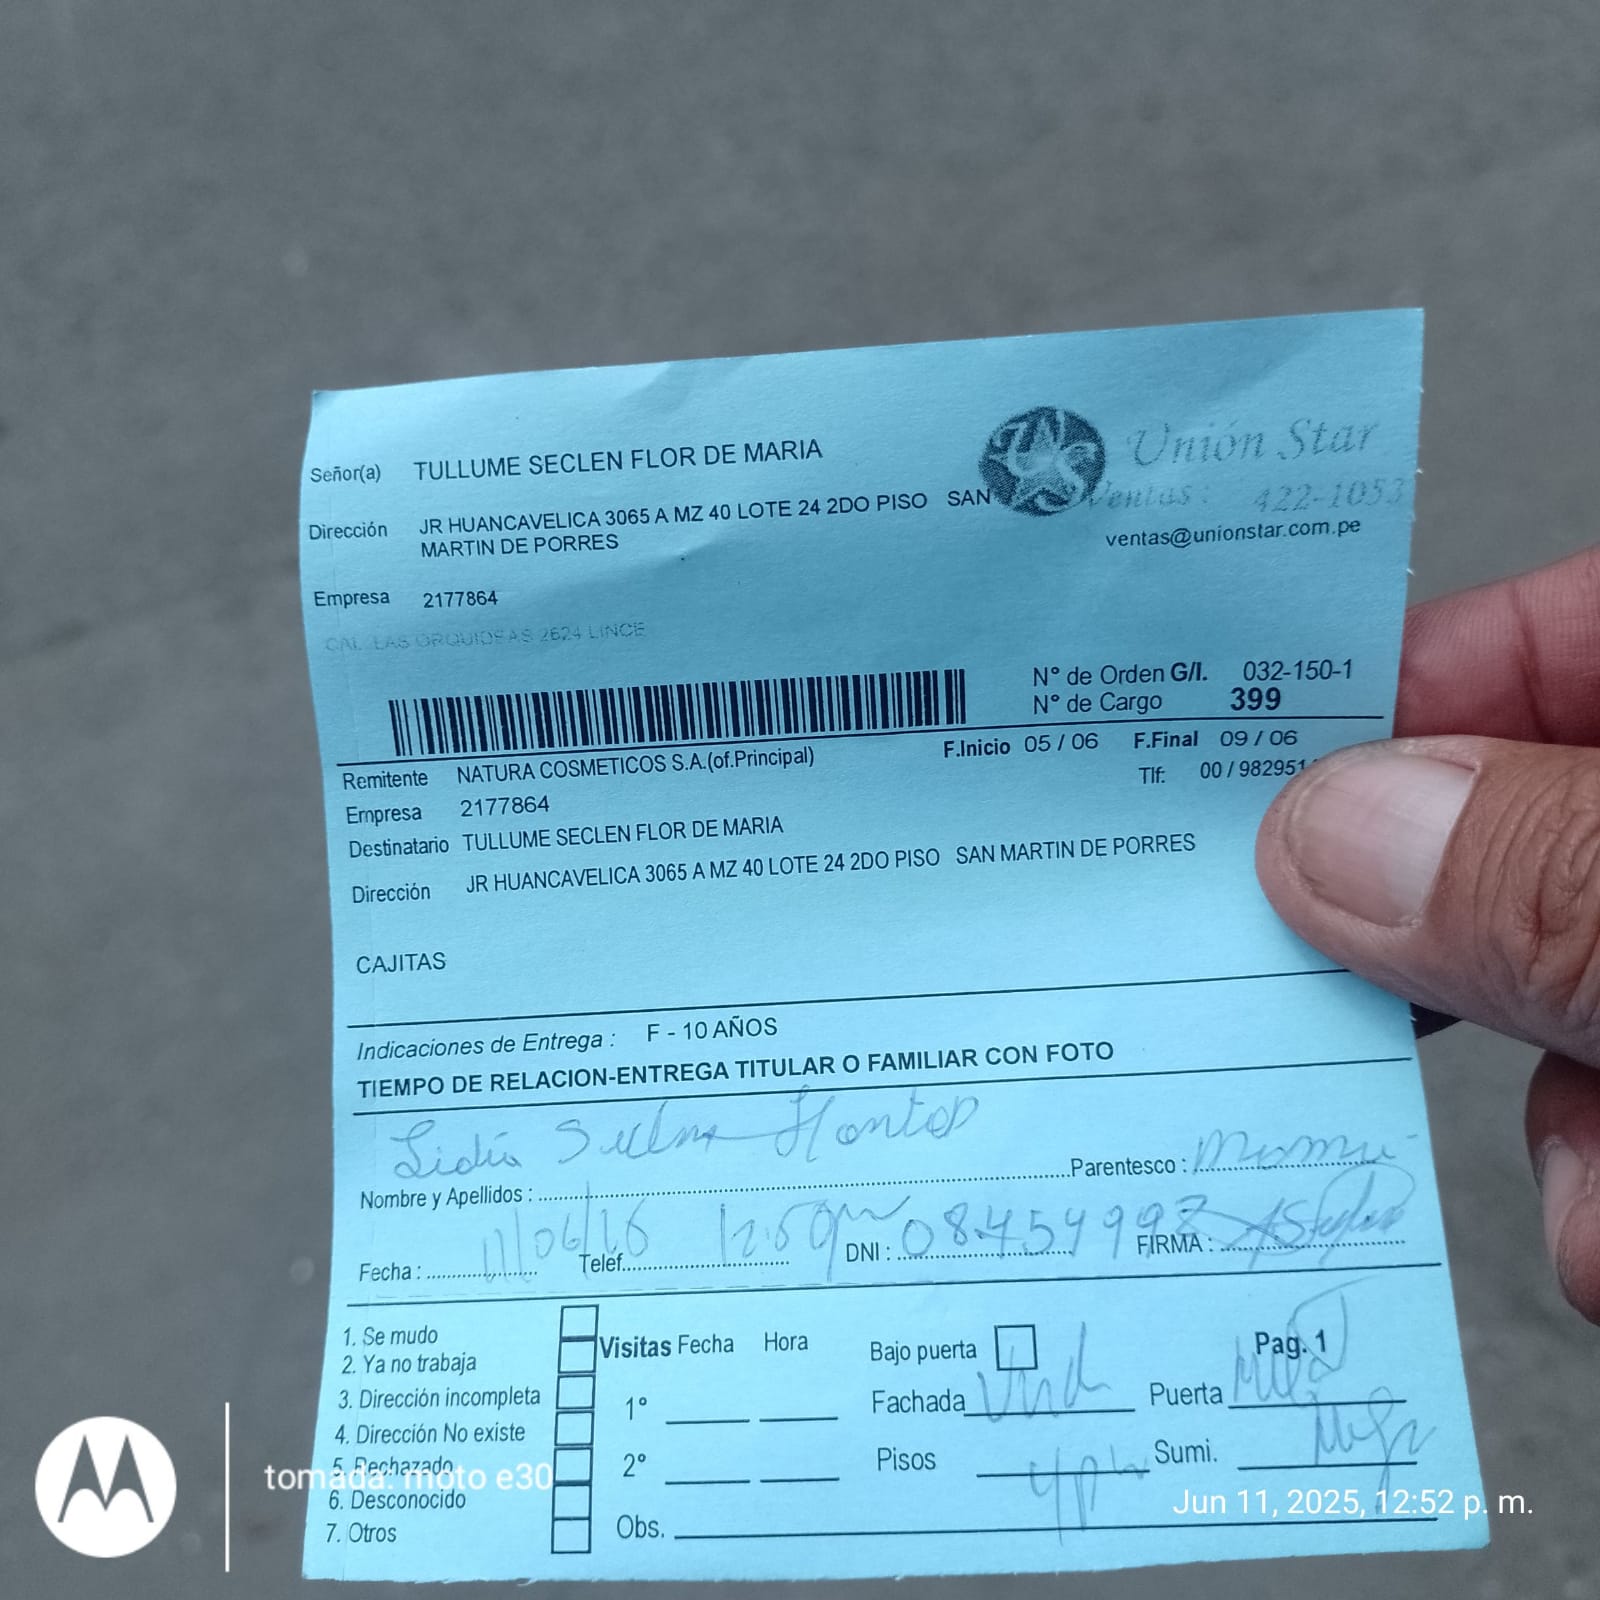 Señor(a) TULLUME SECLEN FLOR DE MARIA
Unión Star
Ventas: 422-1053
ventas@unionstar.com.pe
Dirección JR HUANCAVELICA 3065 A MZ 40 LOTE 24 2DO PISO SAN
MARTIN DE PORRES
Empresa 2177864
CAL LAS ORQUIDEAS 2624 LINCE
N° de Orden G/I. 032-150-1
N° de Cargo 399
F.Inicio 05 / 06 F.Final 09 / 06
Remitente NATURA COSMETICOS S.A.(of.Principal)
Tlf: 00 / 982951
Empresa 2177864
Destinatario TULLUME SECLEN FLOR DE MARIA
Dirección JR HUANCAVELICA 3065 A MZ 40 LOTE 24 2DO PISO SAN MARTIN DE PORRES
CAJITAS
Indicaciones de Entrega : F - 10 AÑOS
TIEMPO DE RELACION-ENTREGA TITULAR O FAMILIAR CON FOTO
Lidia
Nombre y Apellidos : Parentesco :
Fecha : 11/06/ Telef. DNI : FIRMA :
1. Se mudo
2. Ya no trabaja
3. Dirección incompleta
4. Dirección No existe
5. Rechazado
6. Desconocido
7. Otros
Visitas Fecha Hora
1°
2°
Obs.
Bajo puerta Pag. 1
Fachada Puerta
Pisos Sumi.
tomada: moto e30
Jun 11, 2025, 12:52 p. m.